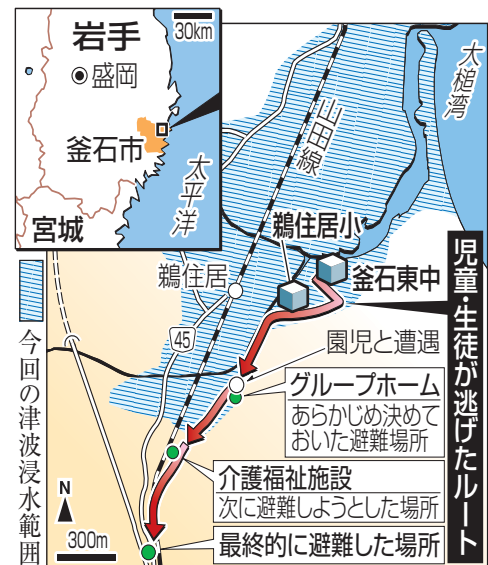 岩手
30km
盛岡
釜石市
太平洋
宮城
大槌湾
山田線
鵜住居小
釜石東中
鵜住居
45
児童・生徒が逃げたルート
園児と遭遇
グループホーム
あらかじめ決めて
おいた避難場所
介護福祉施設
次に避難しようとした場所
最終的に避難した場所
今回の津波浸水範囲
N
300m